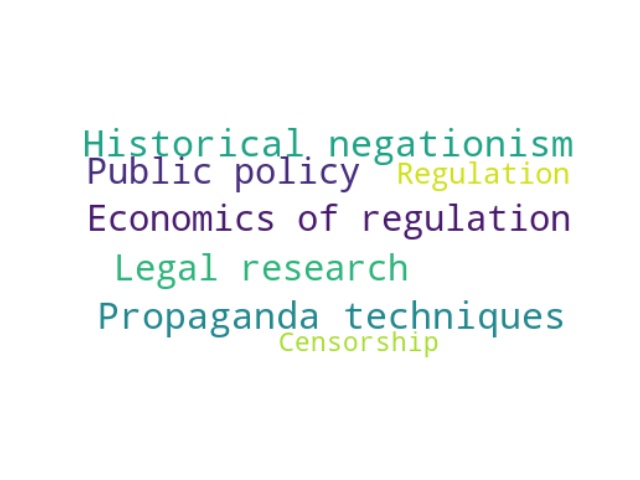 Historical negationism
Public policy Regulation
Economics of regulation
Legal research
Propaganda techniques
Censorship